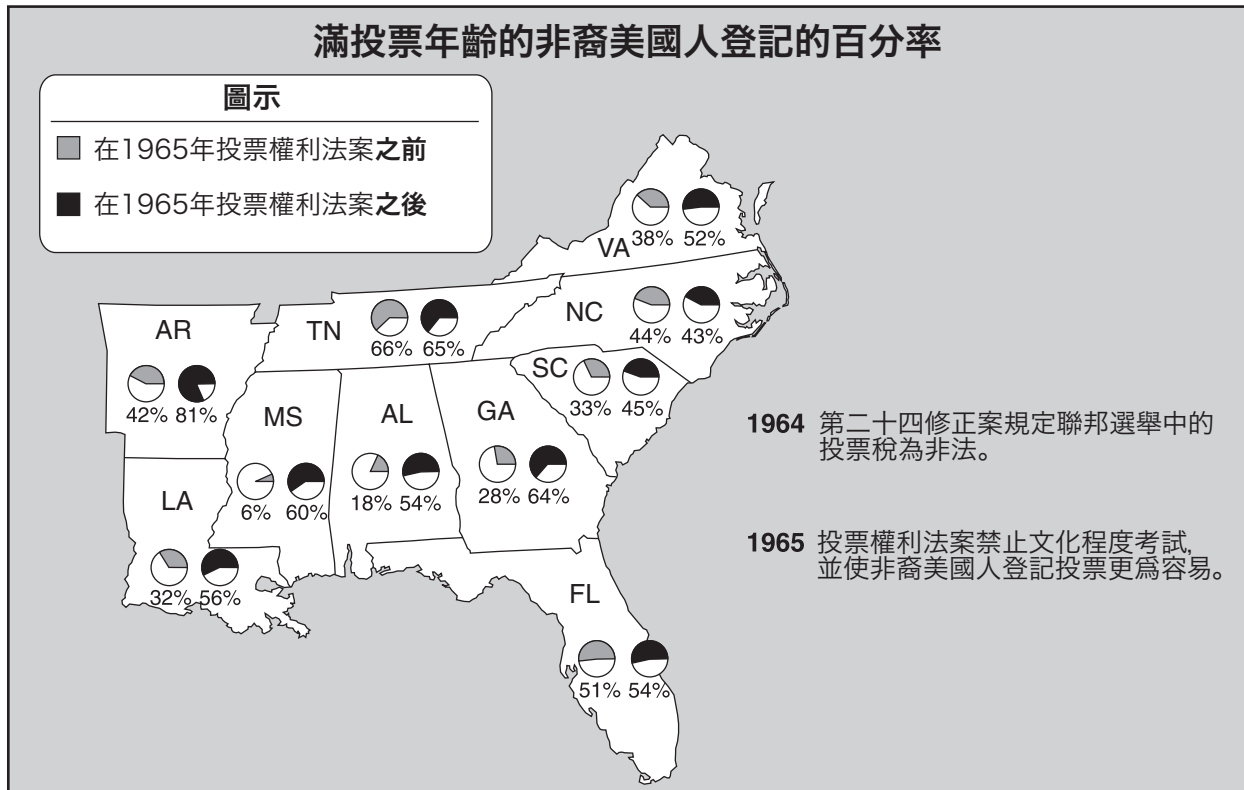 滿投票年齡的非裔美國人登記的百分率
圖示
在1965年投票權利法案之前
在1965年投票權利法案之後
VA
38% 52%
NC
44% 43%
TN
66% 65%
AR
42% 81%
SC
33% 45%
MS
6% 60%
AL
18% 54%
GA
28% 64%
LA
32% 56%
FL
51% 54%
1964 第二十四修正案規定聯邦選舉中的
投票稅為非法。
1965 投票權利法案禁止文化程度考試,
並使非裔美國人登記投票更爲容易。